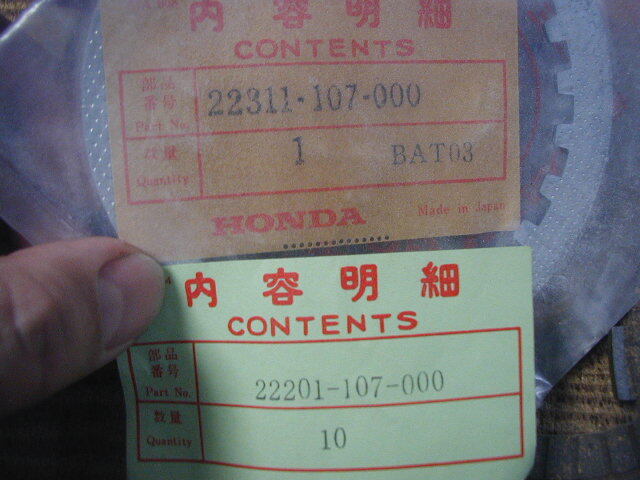 内容明細
CONTENTS
部品
番号
Part No.
22311-107-000
数量
Quantity
1 BAT03
HONDA
Made in Japan
内容明細
CONTENTS
部品
番号
Part No.
22201-107-000
数量
Quantity
10